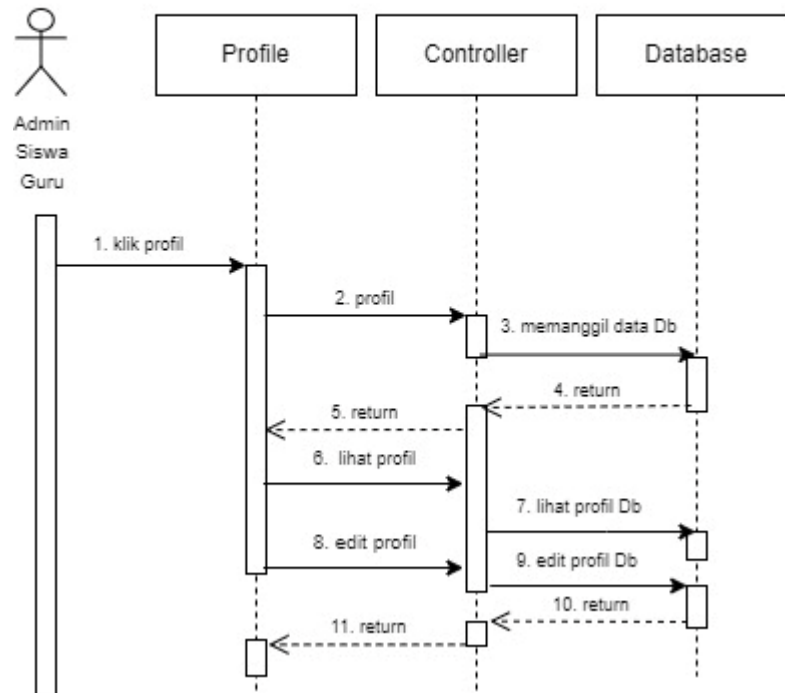 Profile
Controller
Database
Admin
Siswa
Guru
1. klik profil
2. profil
3. memanggil data Db
4. return
5. return
6. lihat profil
7. lihat profil Db
8. edit profil
9. edit profil Db
10. return
11. return